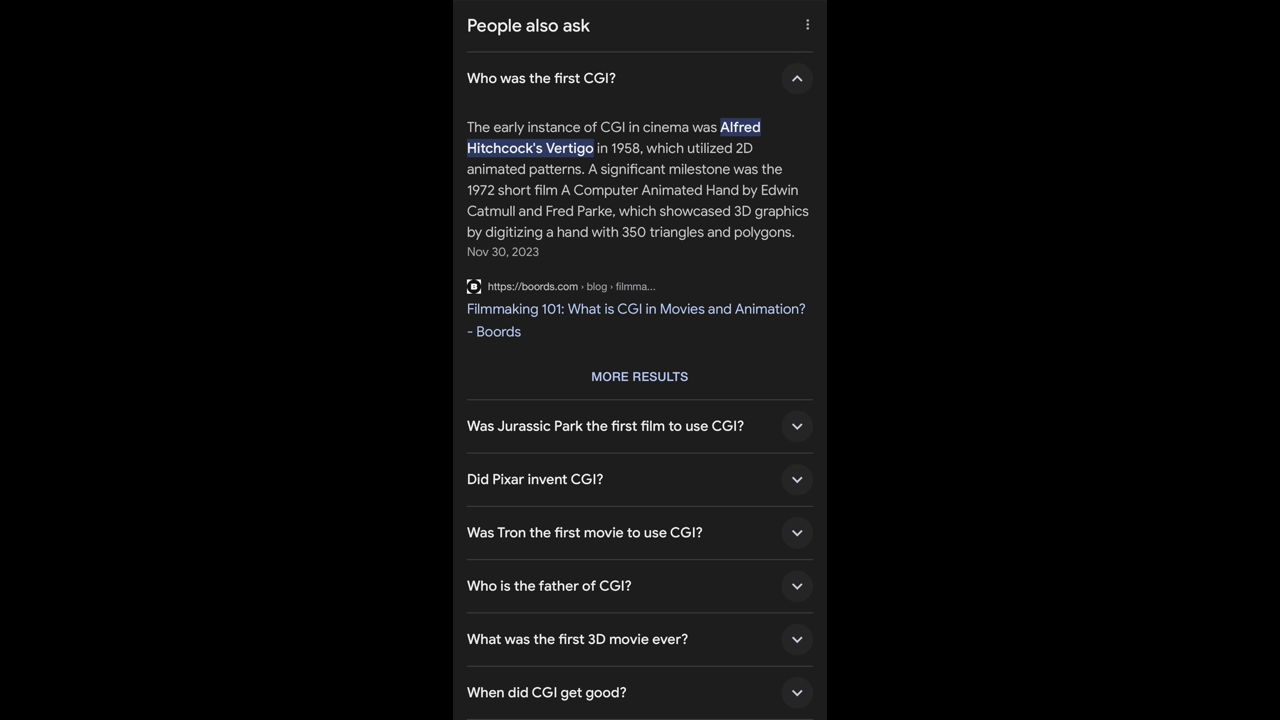 People also ask
Who was the first CGI?
The early instance of CGI in cinema was Alfred
Hitchcock's Vertigo in 1958, which utilized 2D
animated patterns. A significant milestone was the
1972 short film A Computer Animated Hand by Edwin
Catmull and Fred Parke, which showcased 3D graphics
by digitizing a hand with 350 triangles and polygons.
Nov 30, 2023
B https://boords.com › blog › filmma...
Filmmaking 101: What is CGI in Movies and Animation?
- Boords
MORE RESULTS
Was Jurassic Park the first film to use CGI?
Did Pixar invent CGI?
Was Tron the first movie to use CGI?
Who is the father of CGI?
What was the first 3D movie ever?
When did CGI get good?